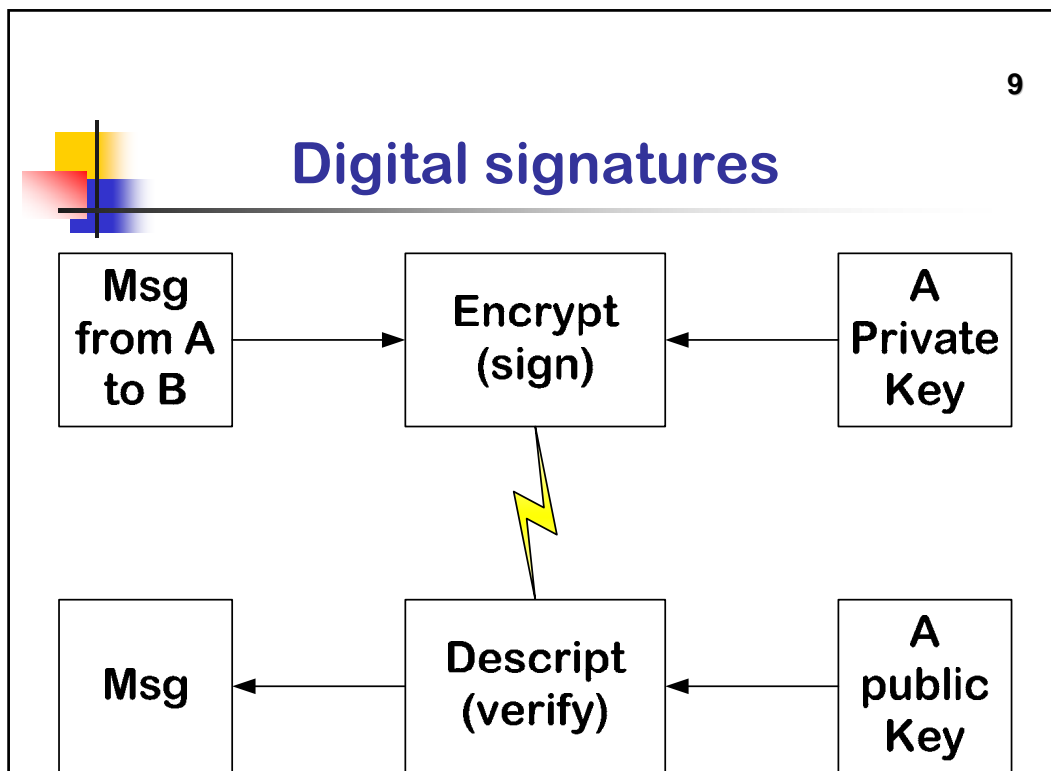 9
Digital signatures
Msg
from A
to B
Encrypt
(sign)
A
Private
Key
Msg
Descript
(verify)
A
public
Key